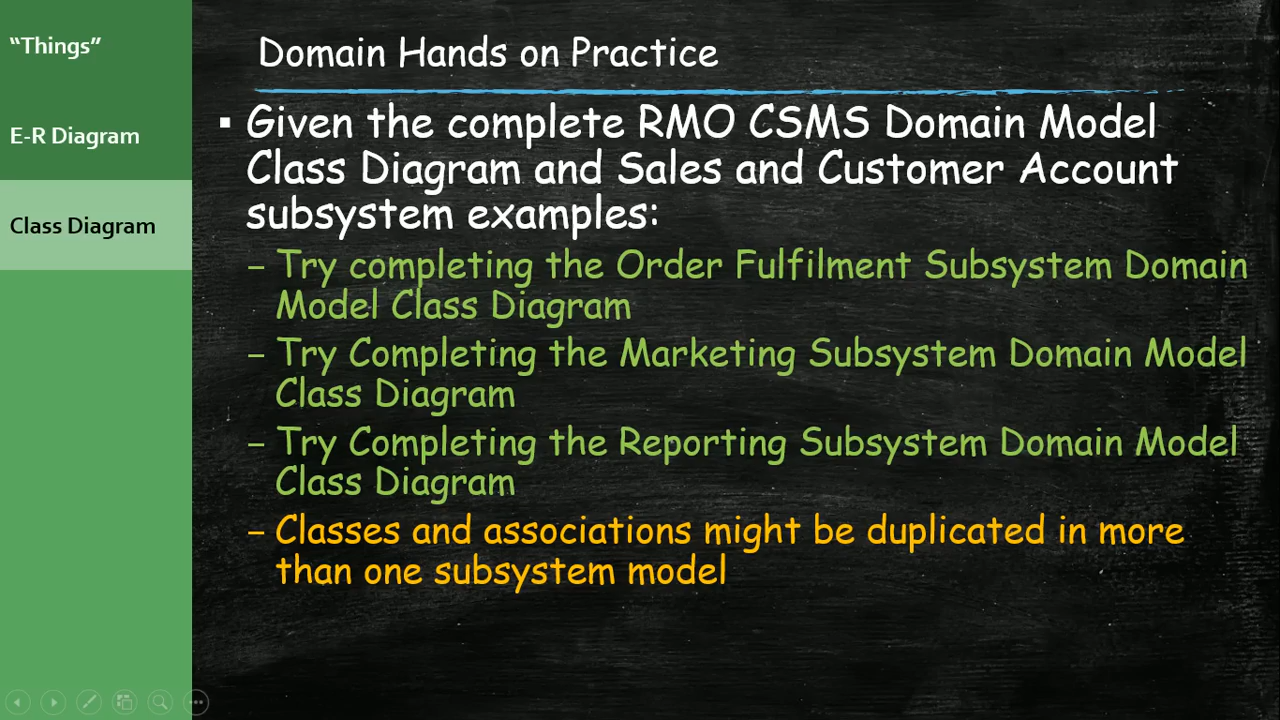 “Things”
E-R Diagram
Class Diagram
Domain Hands on Practice
▪ Given the complete RMO CSMS Domain Model
Class Diagram and Sales and Customer Account
subsystem examples:
– Try completing the Order Fulfilment Subsystem Domain
Model Class Diagram
– Try Completing the Marketing Subsystem Domain Model
Class Diagram
– Try Completing the Reporting Subsystem Domain Model
Class Diagram
– Classes and associations might be duplicated in more
than one subsystem model